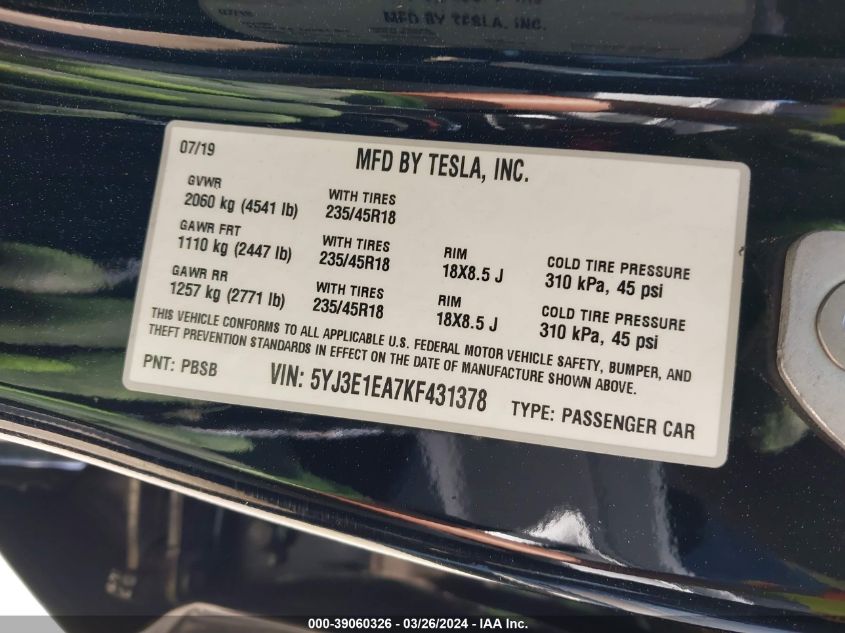 07/19
MFD BY TESLA, INC.
GVWR
2060 kg (4541 lb)
WITH TIRES
235/45R18
GAWR FRT
1110 kg (2447 lb)
WITH TIRES
235/45R18
RIM
18X8.5 J
COLD TIRE PRESSURE
310 kPa, 45 psi
GAWR RR
1257 kg (2771 lb)
WITH TIRES
235/45R18
RIM
18X8.5 J
COLD TIRE PRESSURE
310 kPa, 45 psi
THIS VEHICLE CONFORMS TO ALL APPLICABLE U.S. FEDERAL MOTOR VEHICLE SAFETY, BUMPER, AND
THEFT PREVENTION STANDARDS IN EFFECT ON THE DATE OF MANUFACTURE SHOWN ABOVE.
PNT: PBSB
VIN: 5YJ3E1EA7KF431378
TYPE: PASSENGER CAR
000-39060326 | 03/26/2024 - IAA Inc.